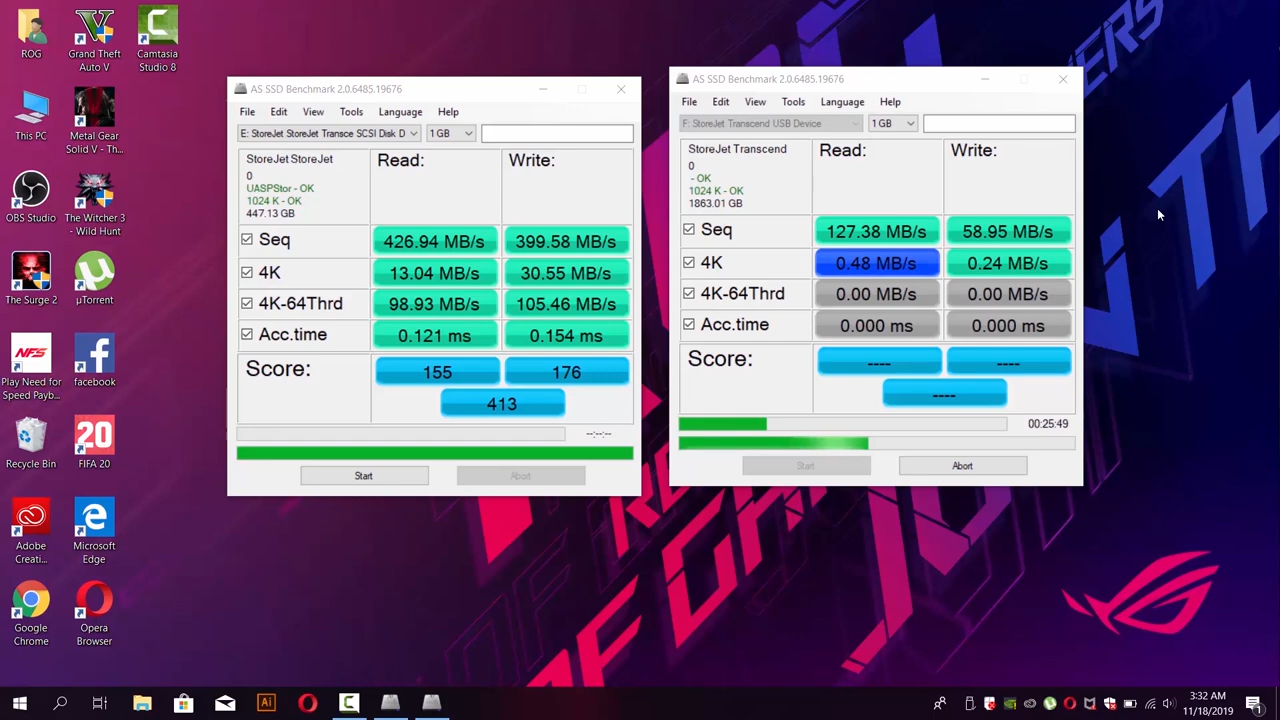 ROG
Grand Theft
Auto V
Camtasia
Studio 8
This PC
Metal Gear
Solid V - Th...
OBS Studio
The Witcher 3
- Wild Hunt
The Surge 2
µTorrent
Play Need for
Speed Payb...
facebook
Recycle Bin
20
FIFA 20
Adobe
Creati...
Microsoft
Edge
Google
Chrome
Opera
Browser
AS SSD Benchmark 2.0.6485.19676
File Edit View Tools Language Help
E: StoreJet StoreJet Transce SCSI Disk D 1 GB
StoreJet StoreJet
0
UASPStor - OK
1024 K - OK
447.13 GB
Read: Write:
Seq 426.94 MB/s 399.58 MB/s
4K 13.04 MB/s 30.55 MB/s
4K-64Thrd 98.93 MB/s 105.46 MB/s
Acc.time 0.121 ms 0.154 ms
Score: 155 176
413
--:--:--
Start Abort
AS SSD Benchmark 2.0.6485.19676
File Edit View Tools Language Help
F: StoreJet Transcend USB Device 1 GB
StoreJet Transcend
0
- OK
1024 K - OK
1863.01 GB
Read: Write:
Seq 127.38 MB/s 58.95 MB/s
4K 0.48 MB/s 0.24 MB/s
4K-64Thrd 0.00 MB/s 0.00 MB/s
Acc.time 0.000 ms 0.000 ms
Score: ---- ----
----
00:25:49
Start Abort
3:32 AM
11/18/2019